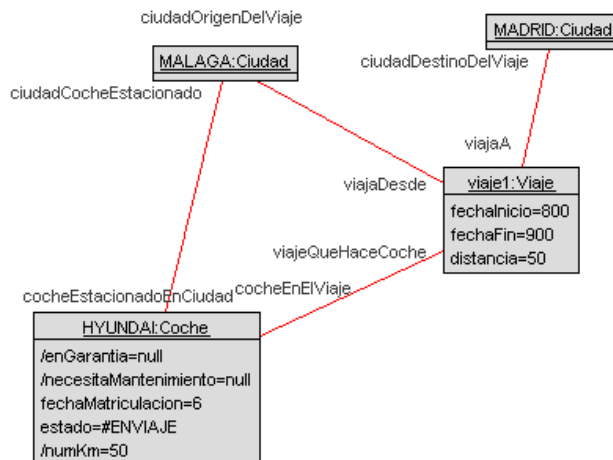 ciudadOrigenDelViaje
MALAGA:Ciudad
MADRID:Ciudad
ciudadDestinoDelViaje
ciudadCocheEstacionado
viajaA
viajaDesde
viaje1:Viaje
fechaInicio=800
fechaFin=900
distancia=50
viajeQueHaceCoche
cocheEnElViaje
cocheEstacionadoEnCiudad
HYUNDAI:Coche
/enGarantia=null
/necesitaMantenimiento=null
fechaMatriculacion=6
estado=#ENVIAJE
/numKm=50